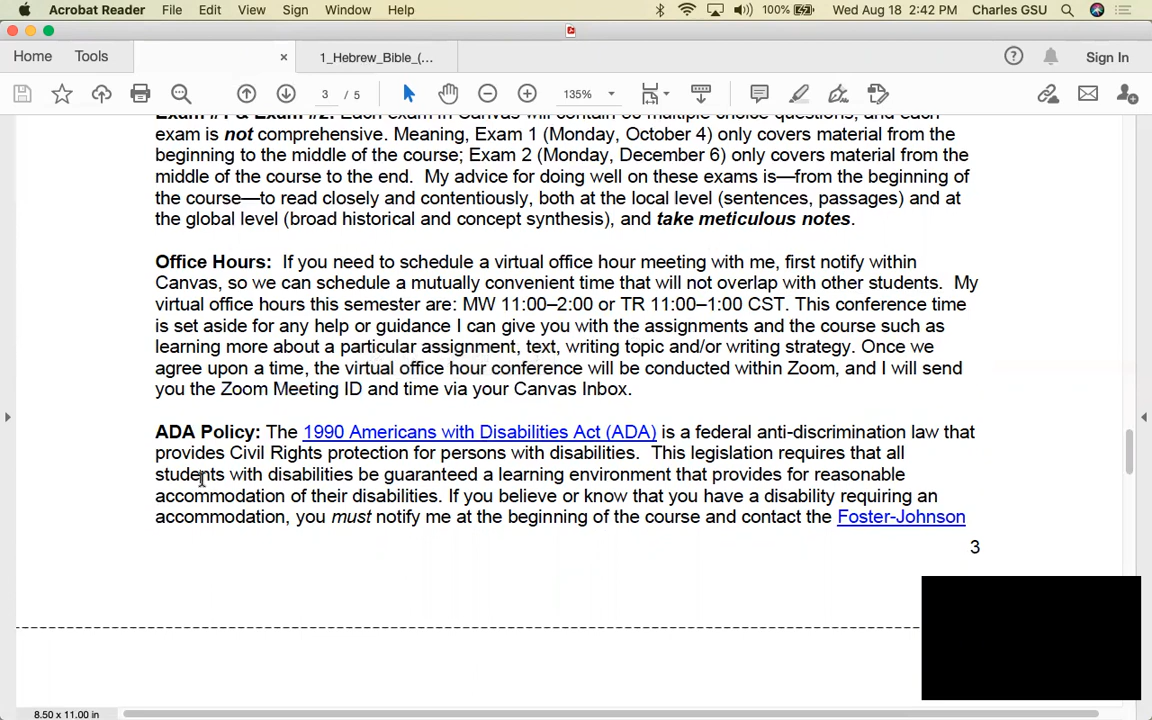 Acrobat Reader File Edit View Sign Window Help 100% Wed Aug 18 2:42 PM Charles GSU
Home Tools × 1_Hebrew_Bible_(... ? Sign In
3 / 5 135%
Exam #1 & Exam #2: Each exam in Canvas will contain multiple choice questions, and each
exam is not comprehensive. Meaning, Exam 1 (Monday, October 4) only covers material from the
beginning to the middle of the course; Exam 2 (Monday, December 6) only covers material from the
middle of the course to the end. My advice for doing well on these exams is—from the beginning of
the course—to read closely and contentiously, both at the local level (sentences, passages) and at
the global level (broad historical and concept synthesis), and take meticulous notes.
Office Hours: If you need to schedule a virtual office hour meeting with me, first notify within
Canvas, so we can schedule a mutually convenient time that will not overlap with other students. My
virtual office hours this semester are: MW 11:00–2:00 or TR 11:00–1:00 CST. This conference time
is set aside for any help or guidance I can give you with the assignments and the course such as
learning more about a particular assignment, text, writing topic and/or writing strategy. Once we
agree upon a time, the virtual office hour conference will be conducted within Zoom, and I will send
you the Zoom Meeting ID and time via your Canvas Inbox.
ADA Policy: The 1990 Americans with Disabilities Act (ADA) is a federal anti-discrimination law that
provides Civil Rights protection for persons with disabilities. This legislation requires that all
students with disabilities be guaranteed a learning environment that provides for reasonable
accommodation of their disabilities. If you believe or know that you have a disability requiring an
accommodation, you must notify me at the beginning of the course and contact the Foster-Johnson
3
8.50 x 11.00 in